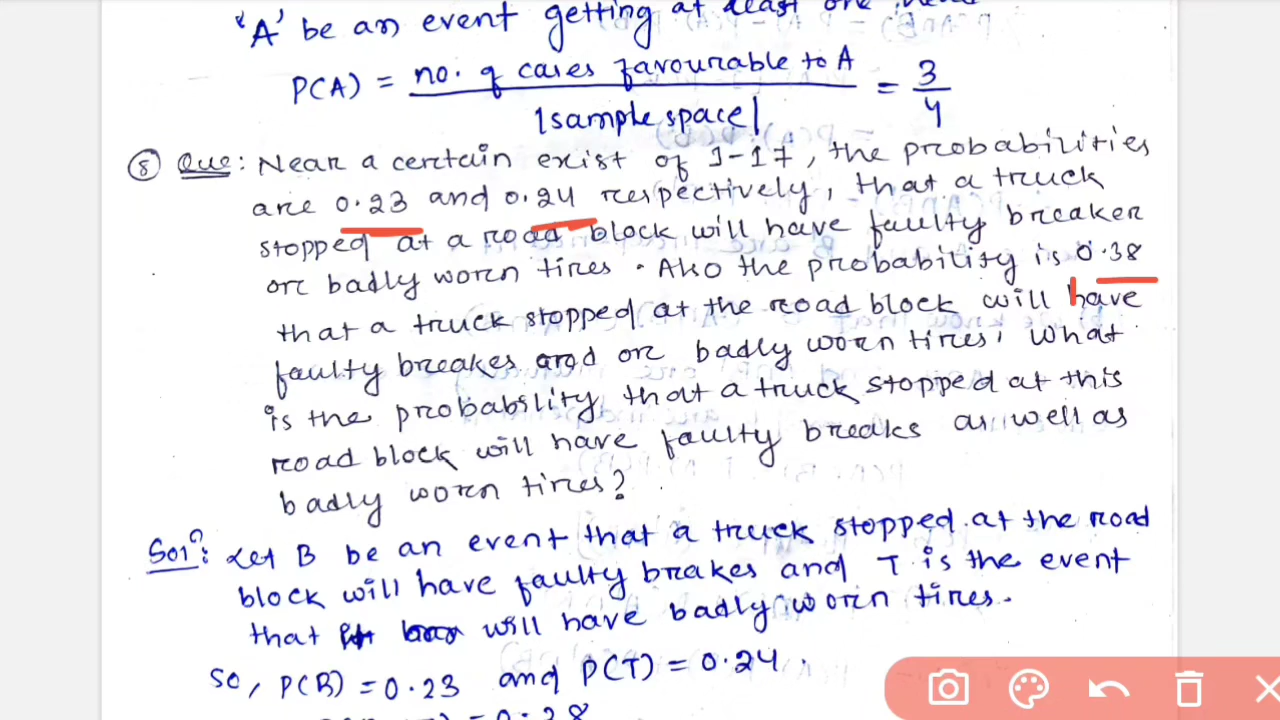 'A' be an event getting at least one head
P(A) = no. of cases favourable to A / |sample space| = 3/4
⑧ Que: Near a certain exist of 1-17, the probabilities
are 0.23 and 0.24 respectively, that a truck
stopped at a road block will have faulty breaker
or badly worn tires. Also the probability is 0.38
that a truck stopped at the road block will have
faulty breakes and or badly worn tires, What
is the probability that a truck stopped at this
road block will have faulty breaks as well as
badly worn tires?
Solⁿ: Let B be an event that a truck stopped at the road
block will have faulty brakes and T is the event
that will have badly worn tires.
So, P(B) = 0.23 and P(T) = 0.24.
= 0.38